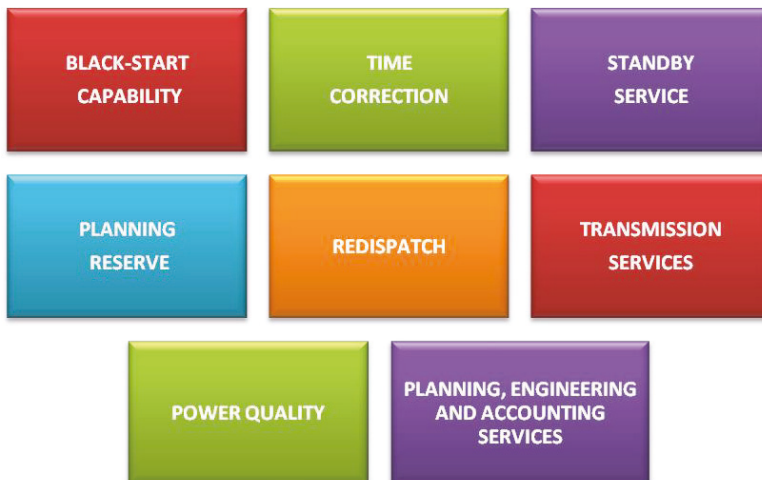 BLACK-START
CAPABILITY
TIME
CORRECTION
STANDBY
SERVICE
PLANNING
RESERVE
REDISPATCH
TRANSMISSION
SERVICES
POWER QUALITY
PLANNING, ENGINEERING
AND ACCOUNTING
SERVICES